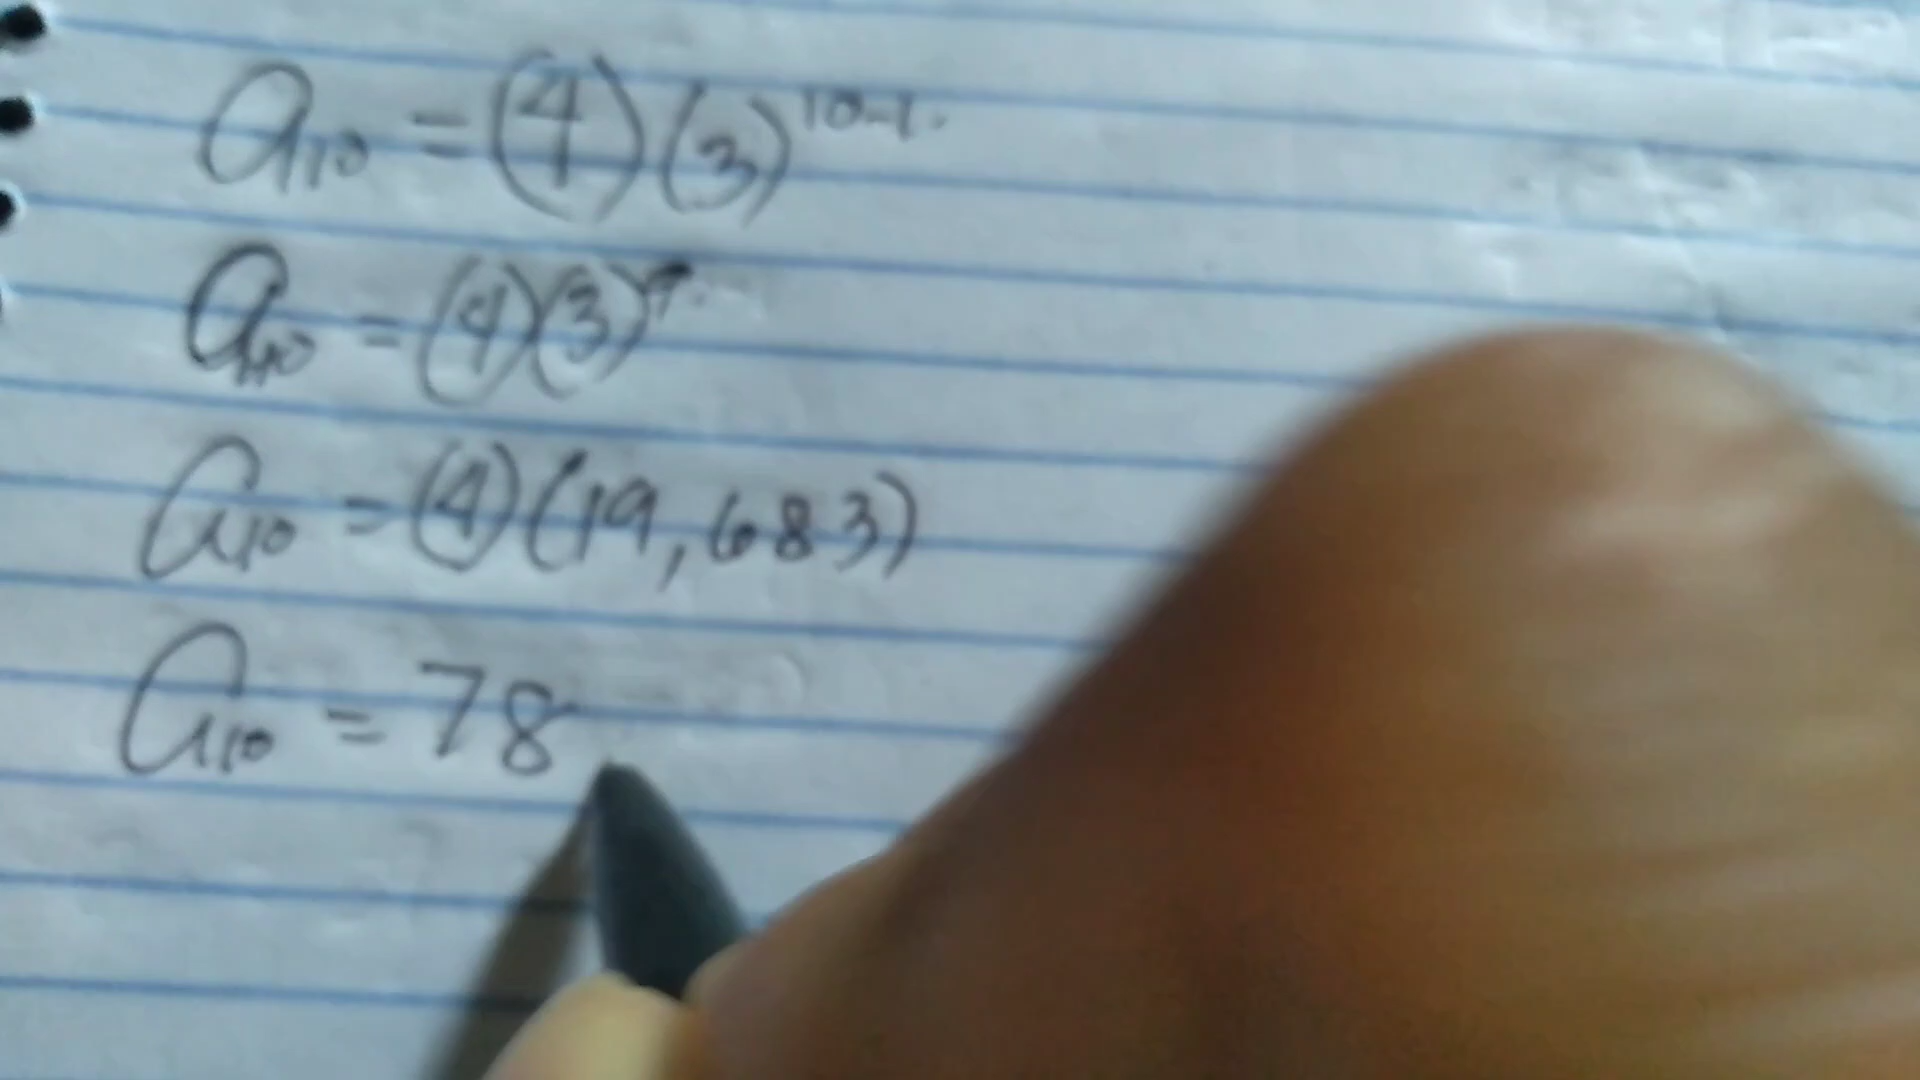 a₁₀ = (4)(3)¹⁰⁻¹.
a₁₀ = (4)(3)⁹.
a₁₀ = (4)(19,683)
a₁₀ = 78